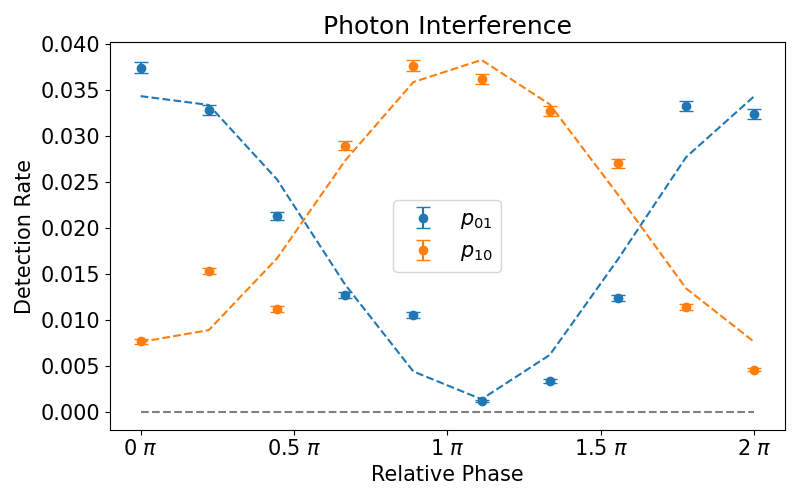 Photon Interference
Detection Rate
0.040
0.035
0.030
0.025
0.020
0.015
0.010
0.005
0.000
p01
p10
0 π
0.5 π
1 π
1.5 π
2 π
Relative Phase